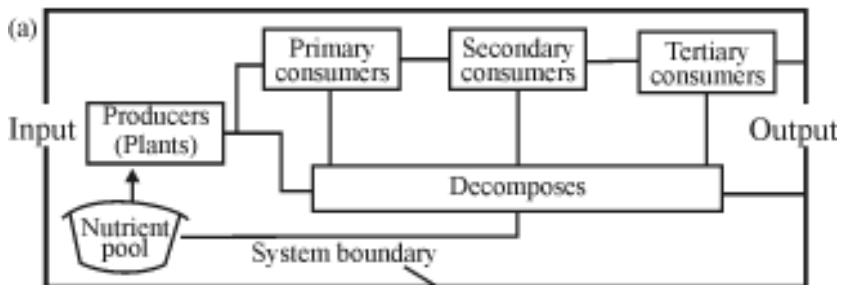 (a)
Primary
consumers
Secondary
consumers
Tertiary
consumers
Input
Producers
(Plants)
Output
Decomposes
Nutrient
pool
System boundary